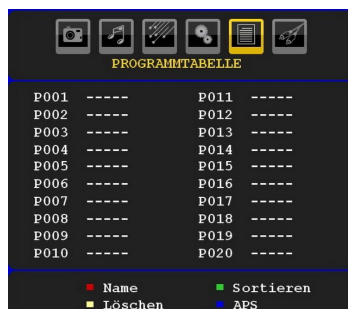 PROGRAMMTABELLE
P001 ----- P011 -----
P002 ----- P012 -----
P003 ----- P013 -----
P004 ----- P014 -----
P005 ----- P015 -----
P006 ----- P016 -----
P007 ----- P017 -----
P008 ----- P018 -----
P009 ----- P019 -----
P010 ----- P020 -----
Name Sortieren
Löschen APS